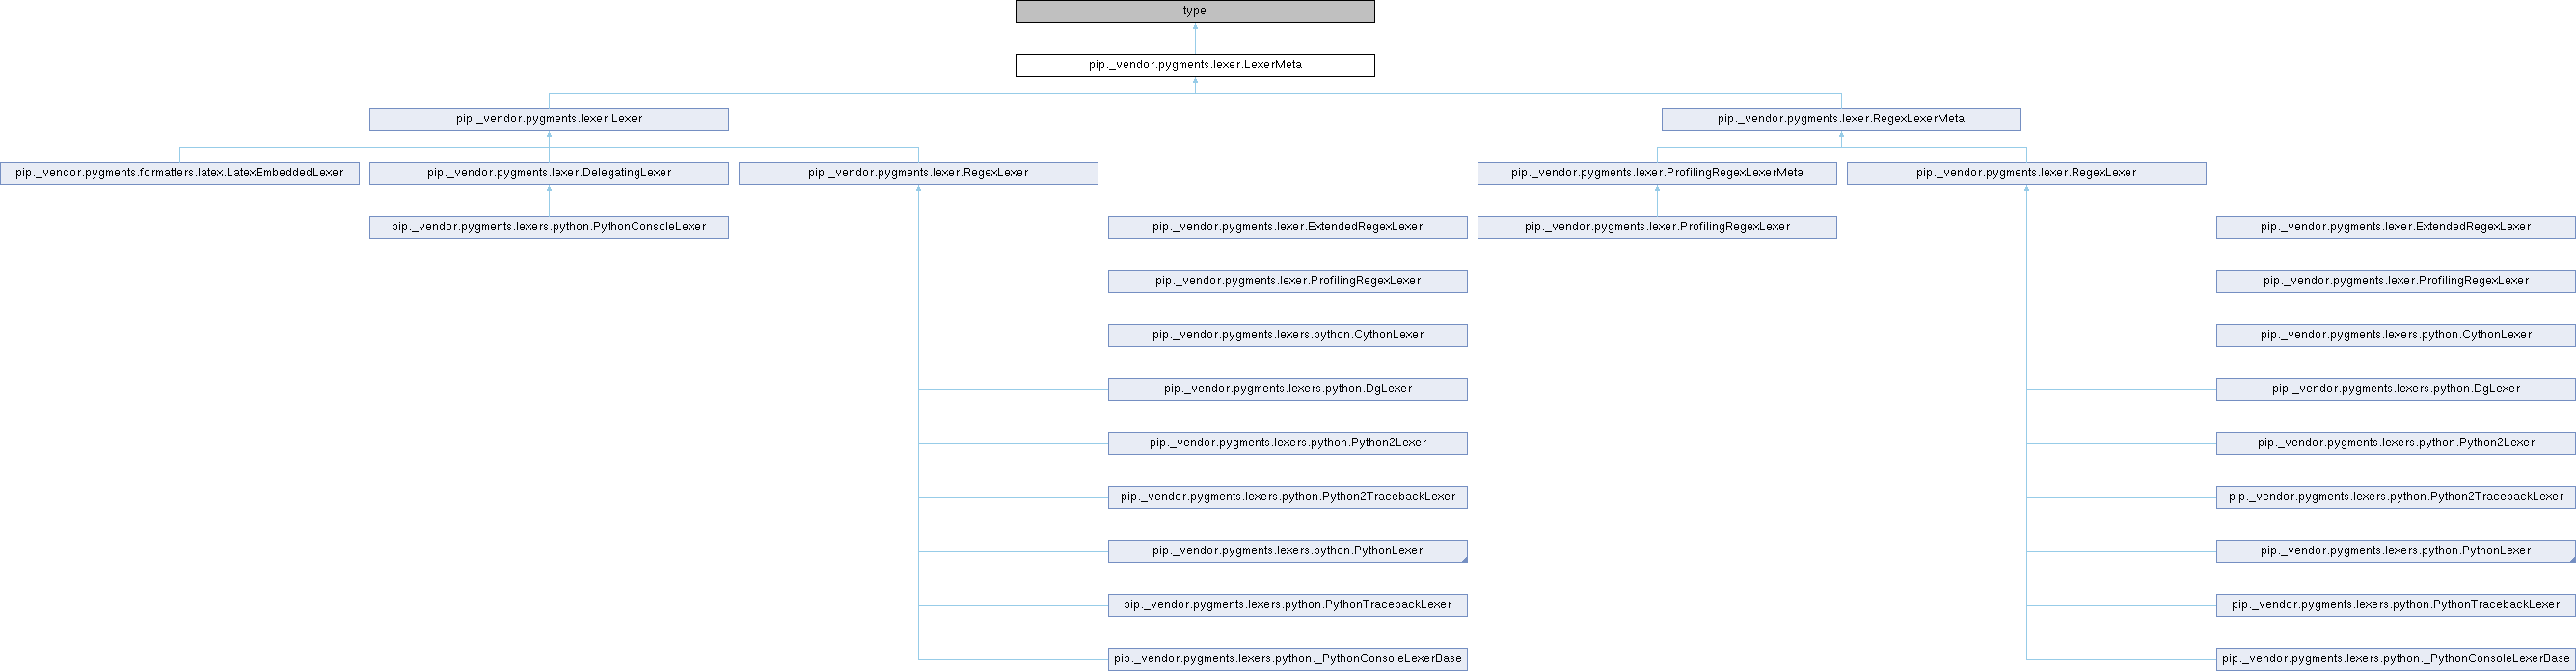 type
pip._vendor.pygments.lexer.LexerMeta
pip._vendor.pygments.lexer.Lexer
pip._vendor.pygments.lexer.RegexLexerMeta
pip._vendor.pygments.formatters.latex.LatexEmbeddedLexer
pip._vendor.pygments.lexer.DelegatingLexer
pip._vendor.pygments.lexer.RegexLexer
pip._vendor.pygments.lexer.ProfilingRegexLexerMeta
pip._vendor.pygments.lexer.RegexLexer
pip._vendor.pygments.lexers.python.PythonConsoleLexer
pip._vendor.pygments.lexer.ExtendedRegexLexer
pip._vendor.pygments.lexer.ProfilingRegexLexer
pip._vendor.pygments.lexer.ExtendedRegexLexer
pip._vendor.pygments.lexer.ProfilingRegexLexer
pip._vendor.pygments.lexer.ProfilingRegexLexer
pip._vendor.pygments.lexers.python.CythonLexer
pip._vendor.pygments.lexers.python.CythonLexer
pip._vendor.pygments.lexers.python.DgLexer
pip._vendor.pygments.lexers.python.DgLexer
pip._vendor.pygments.lexers.python.Python2Lexer
pip._vendor.pygments.lexers.python.Python2Lexer
pip._vendor.pygments.lexers.python.Python2TracebackLexer
pip._vendor.pygments.lexers.python.Python2TracebackLexer
pip._vendor.pygments.lexers.python.PythonLexer
pip._vendor.pygments.lexers.python.PythonLexer
pip._vendor.pygments.lexers.python.PythonTracebackLexer
pip._vendor.pygments.lexers.python.PythonTracebackLexer
pip._vendor.pygments.lexers.python._PythonConsoleLexerBase
pip._vendor.pygments.lexers.python._PythonConsoleLexerBase